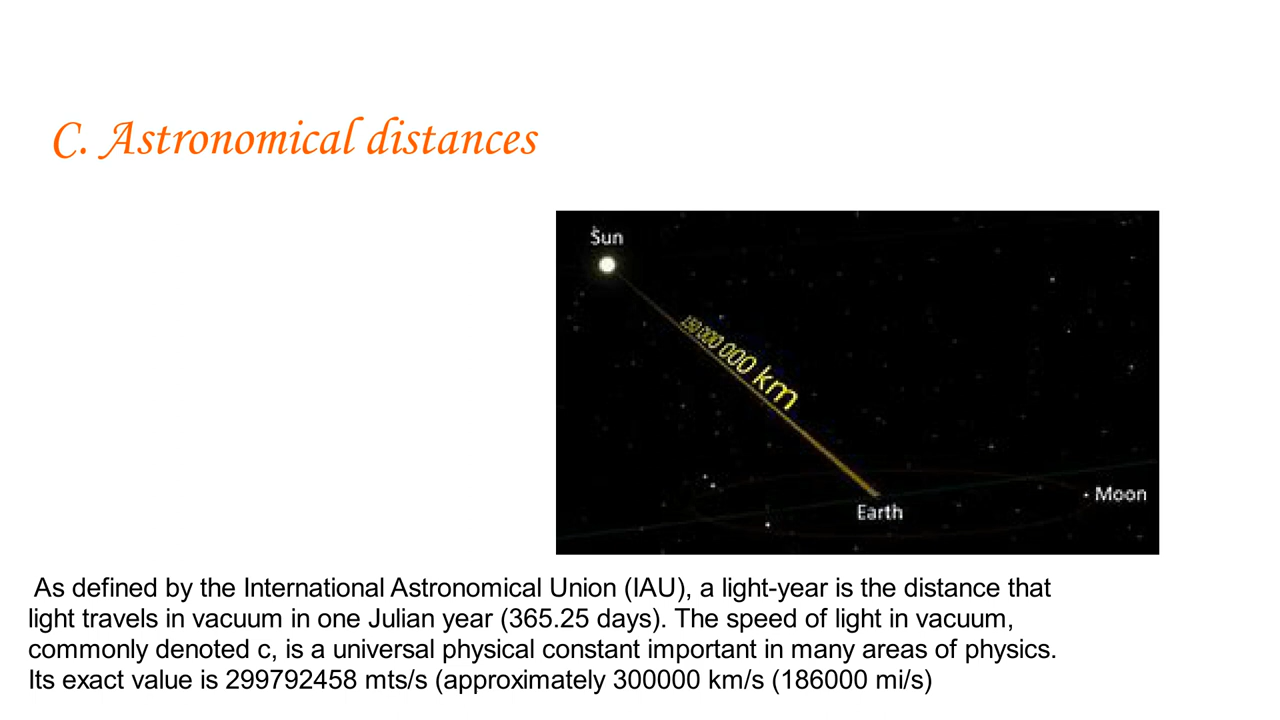 C. Astronomical distances
Sun
150 000 000 km
Earth
Moon
As defined by the International Astronomical Union (IAU), a light-year is the distance that
light travels in vacuum in one Julian year (365.25 days). The speed of light in vacuum,
commonly denoted c, is a universal physical constant important in many areas of physics.
Its exact value is 299792458 mts/s (approximately 300000 km/s (186000 mi/s)